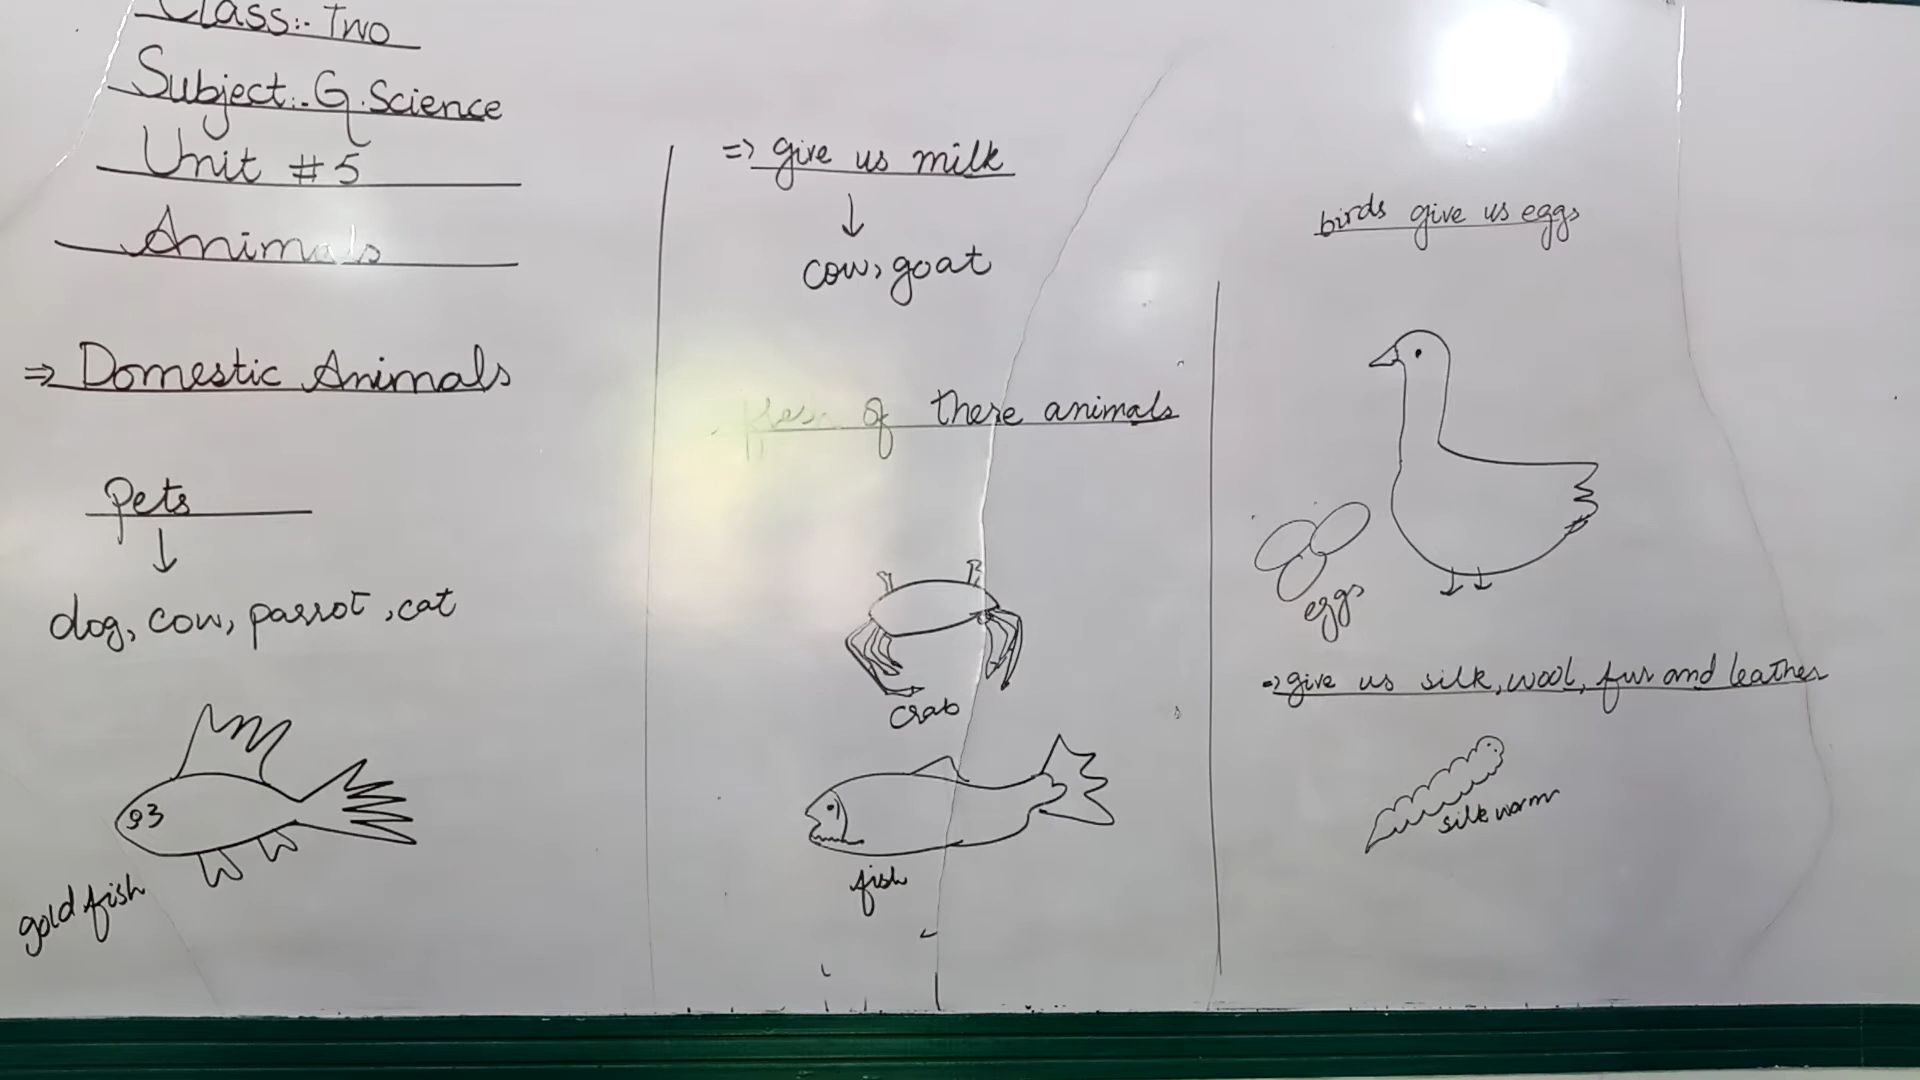 Class:- Two
Subject:- G.Science
Unit #5
Animals
=> Domestic Animals
Pets
↓
dog, cow, parrot, cat
gold fish
=> give us milk
↓
cow, goat
flesh of these animals
crab
fish
birds give us eggs
eggs
=> give us silk, wool, fur and leather
silk worm